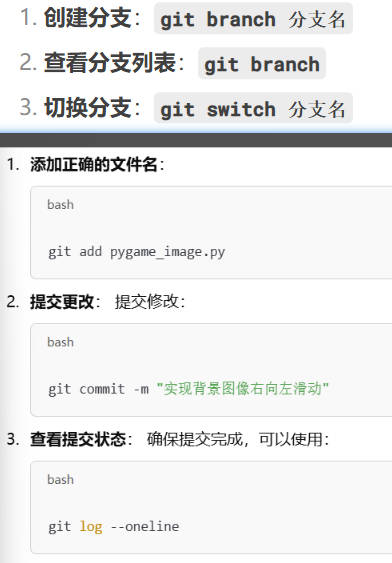 1. 创建分支：git branch 分支名
2. 查看分支列表：git branch
3. 切换分支：git switch 分支名
1. 添加正确的文件名：
bash
git add pygame_image.py
2. 提交更改： 提交修改：
bash
git commit -m "实现背景图像右向左滑动"
3. 查看提交状态： 确保提交完成，可以使用：
bash
git log --oneline